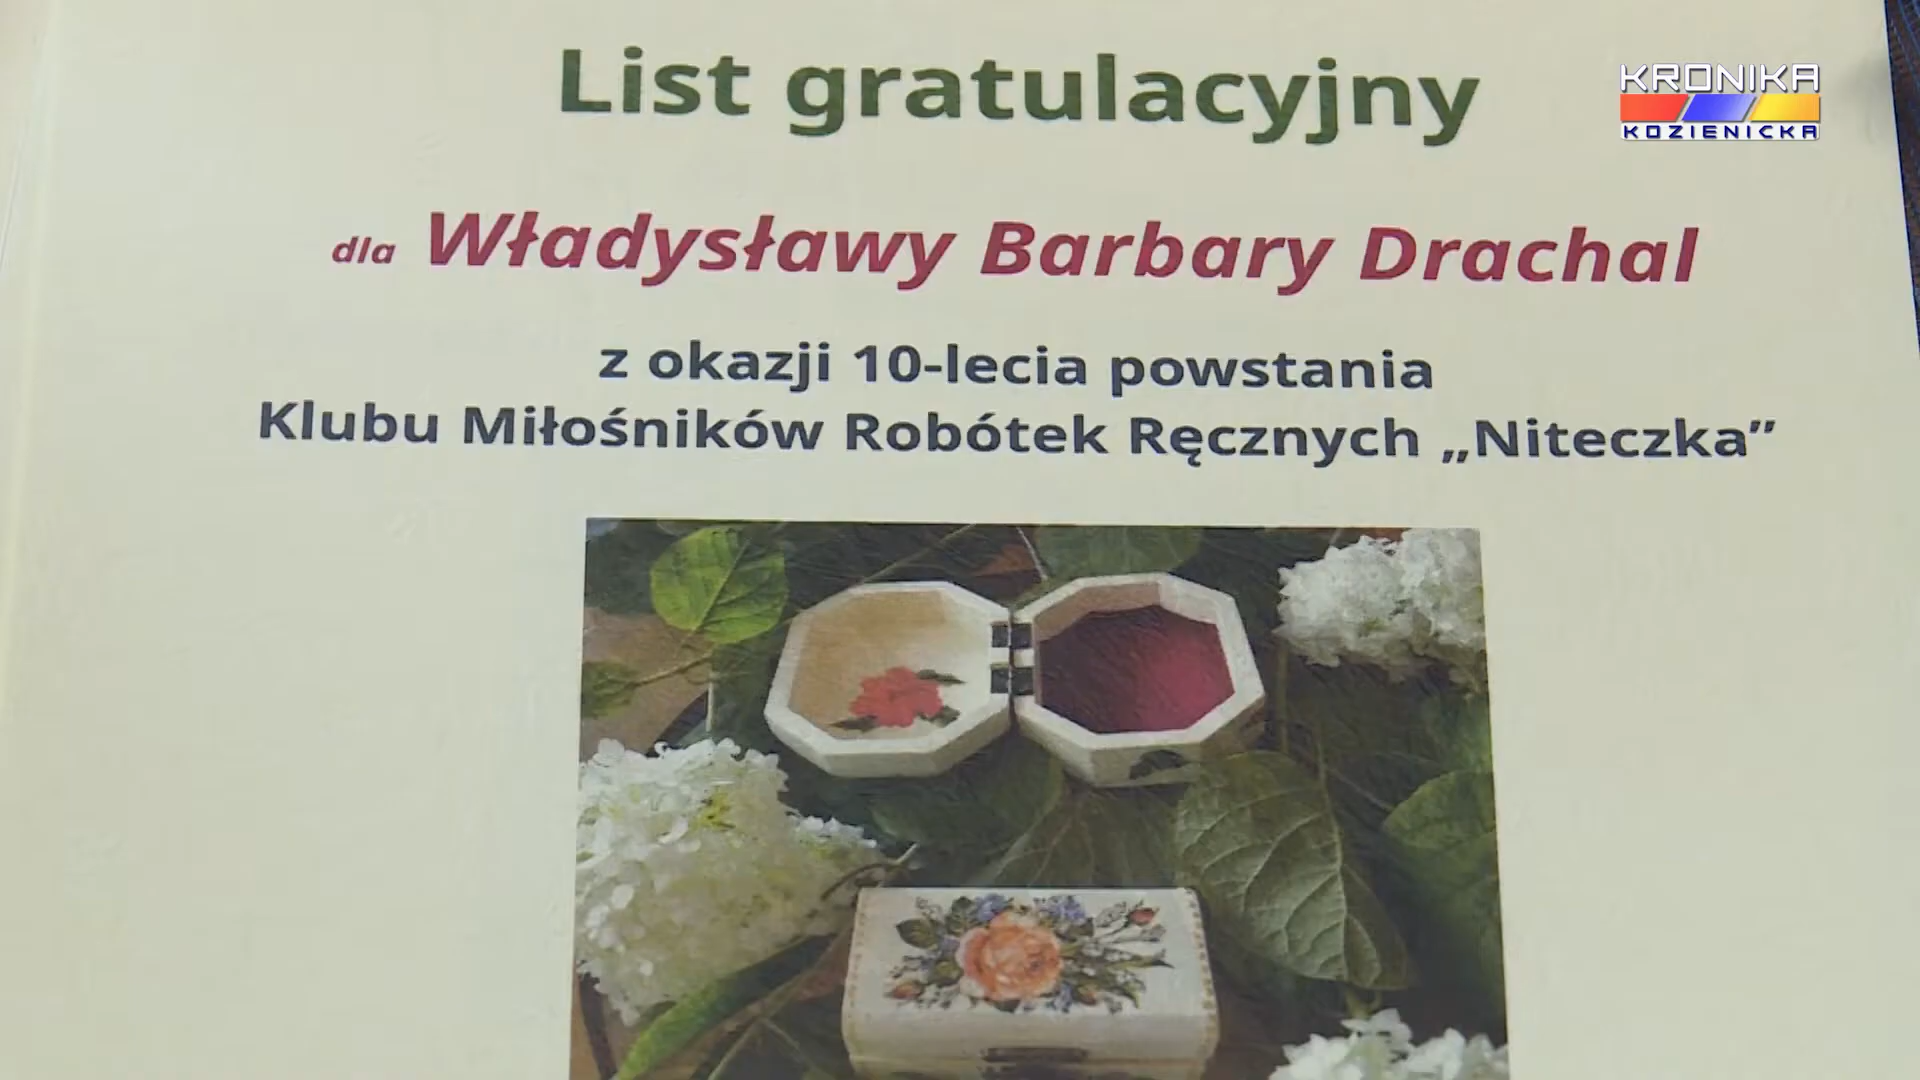 List gratulacyjny
KRONIKA
KOZIENICKA
dla Władysławy Barbary Drachal
z okazji 10-lecia powstania
Klubu Miłośników Robótek Ręcznych „Niteczka”